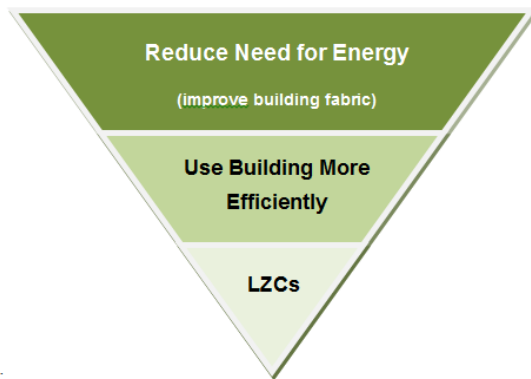 Reduce Need for Energy
(improve building fabric)
Use Building More
Efficiently
LZCs